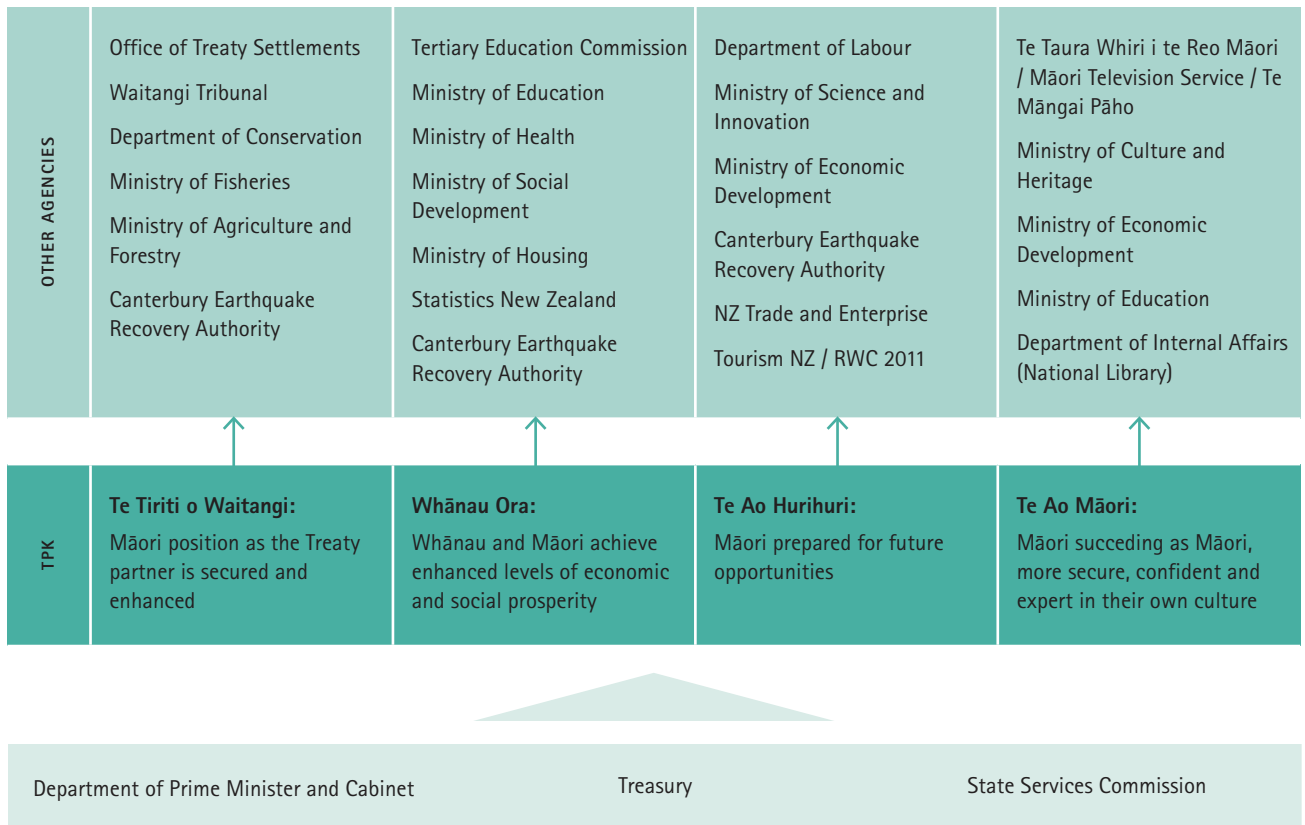 OTHER AGENCIES
Office of Treaty Settlements
Waitangi Tribunal
Department of Conservation
Ministry of Fisheries
Ministry of Agriculture and
Forestry
Canterbury Earthquake
Recovery Authority
Tertiary Education Commission
Ministry of Education
Ministry of Health
Ministry of Social
Development
Ministry of Housing
Statistics New Zealand
Canterbury Earthquake
Recovery Authority
Department of Labour
Ministry of Science and
Innovation
Ministry of Economic
Development
Canterbury Earthquake
Recovery Authority
NZ Trade and Enterprise
Tourism NZ / RWC 2011
Te Taura Whiri i te Reo Māori
/ Māori Television Service / Te
Māngai Pāho
Ministry of Culture and
Heritage
Ministry of Economic
Development
Ministry of Education
Department of Internal Affairs
(National Library)
TPK
Te Tiriti o Waitangi:
Māori position as the Treaty
partner is secured and
enhanced
Whānau Ora:
Whānau and Māori achieve
enhanced levels of economic
and social prosperity
Te Ao Hurihuri:
Māori prepared for future
opportunities
Te Ao Māori:
Māori succeding as Māori,
more secure, confident and
expert in their own culture
Department of Prime Minister and Cabinet
Treasury
State Services Commission